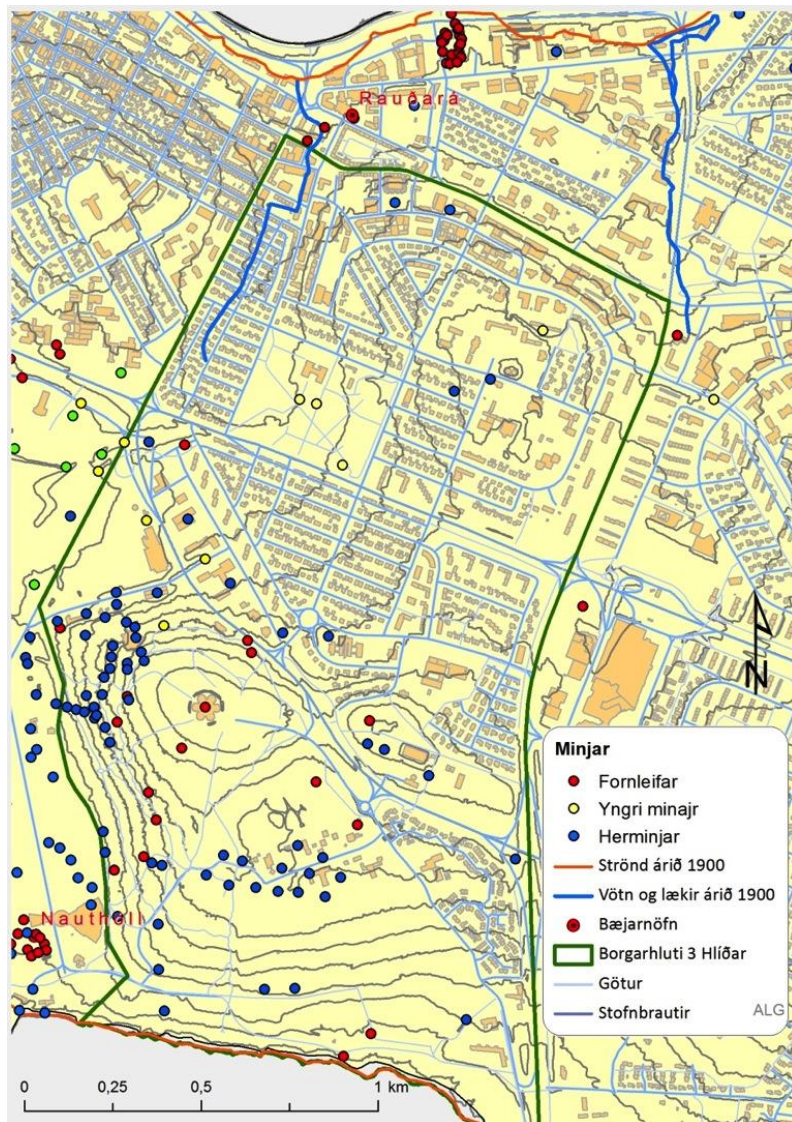 Rauðará
Nauthóll
N
Minjar
Fornleifar
Yngri minajr
Herminjar
Strönd árið 1900
Vötn og lækir árið 1900
Bæjarnöfn
Borgarhluti 3 Hlíðar
Götur
Stofnbrautir
ALG
0 0,25 0,5 1 km